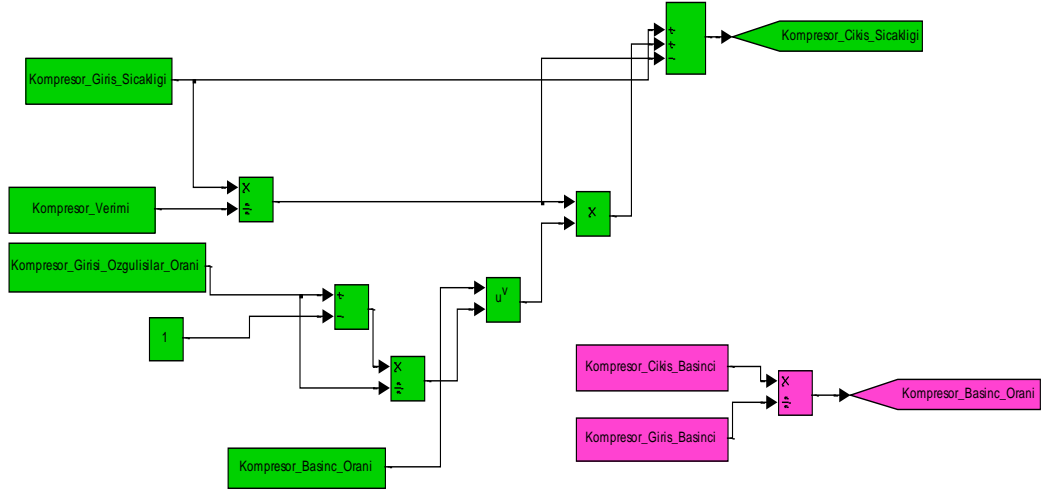 Kompresor_Cikis_Sicakligi
+
+
−
Kompresor_Giris_Sicakligi
Kompresor_Verimi
X
÷
X
Kompresor_Girisi_Ozgulisilar_Orani
+
−
u^v
1
X
÷
Kompresor_Basinc_Orani
Kompresor_Cikis_Basinci
X
÷
Kompresor_Basinc_Orani
Kompresor_Giris_Basinci